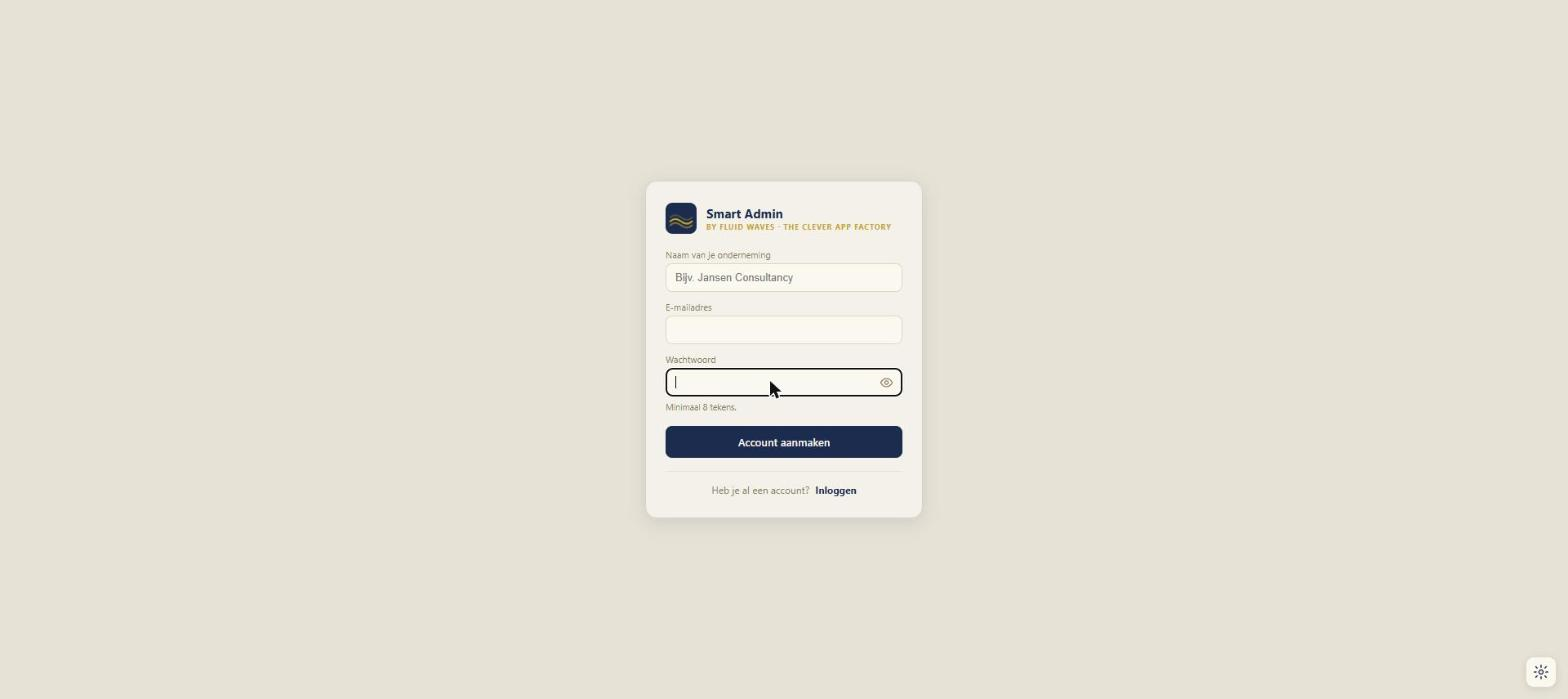 Smart Admin
BY FLUID WAVES · THE CLEVER APP FACTORY
Naam van je onderneming
Bijv. Jansen Consultancy
E-mailadres
Wachtwoord
Minimaal 8 tekens.
Account aanmaken
Heb je al een account? Inloggen